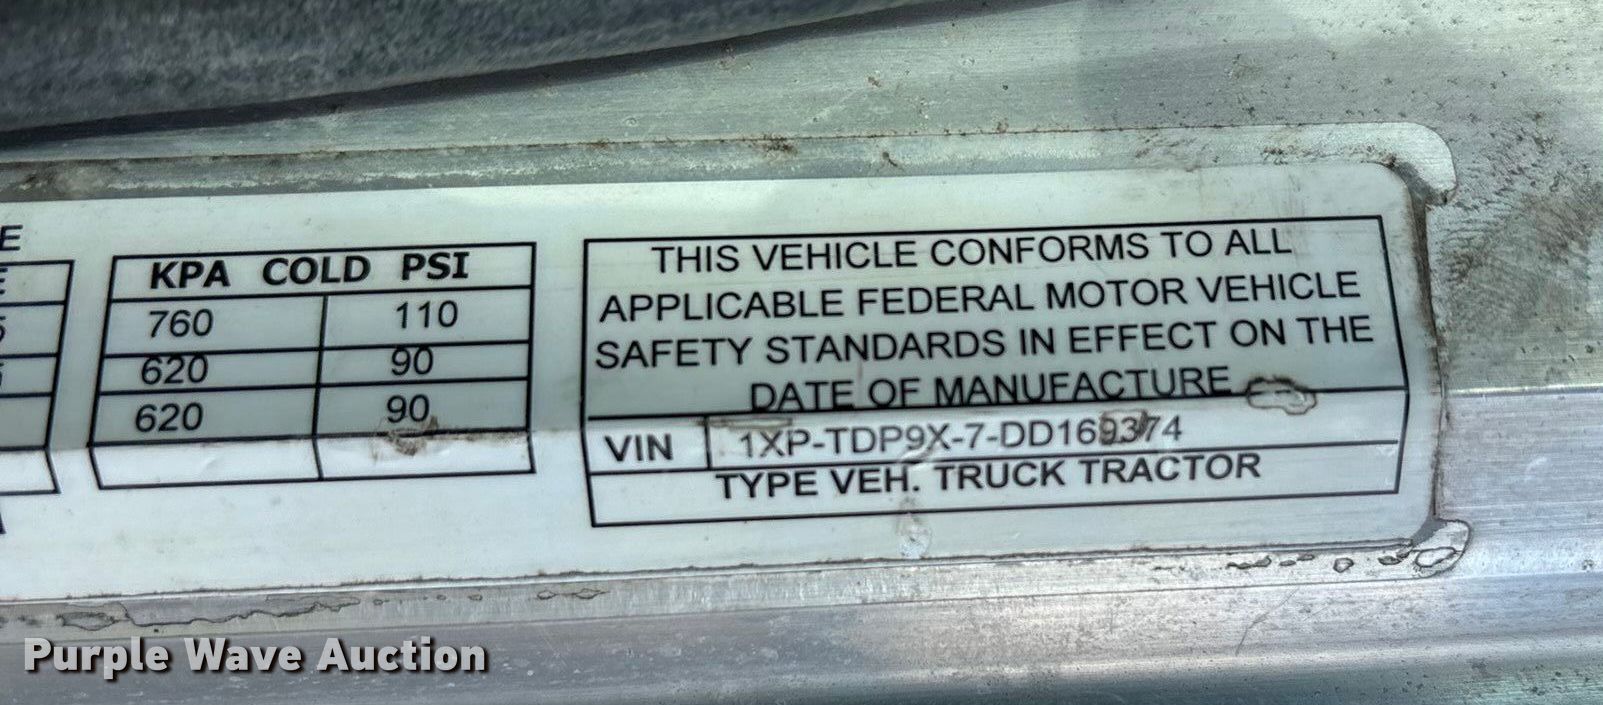 E
KPA COLD PSI
760 110
620 90
620 90
THIS VEHICLE CONFORMS TO ALL
APPLICABLE FEDERAL MOTOR VEHICLE
SAFETY STANDARDS IN EFFECT ON THE
DATE OF MANUFACTURE
VIN 1XP-TDP9X-7-DD169374
TYPE VEH. TRUCK TRACTOR
Purple Wave Auction